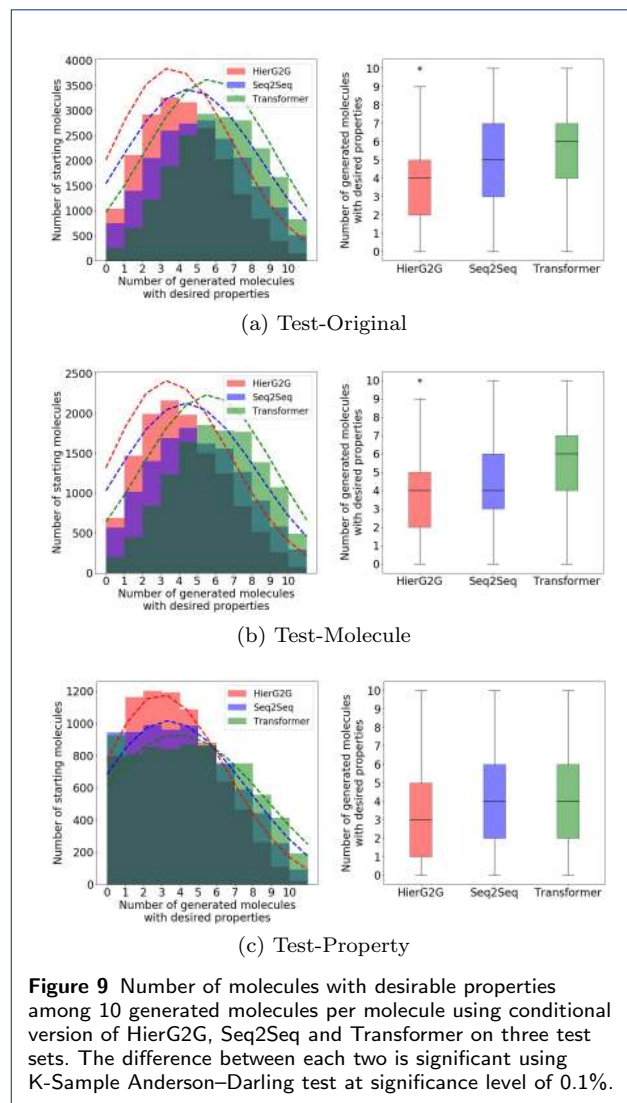 4000
3500
3000
2500
2000
1500
1000
500
0
Number of starting molecules
HierG2G
Seq2Seq
Transformer
0 1 2 3 4 5 6 7 8 9 10
Number of generated molecules
with desired properties
10
9
8
7
6
5
4
3
2
1
0
Number of generated molecules
with desired properties
*
HierG2G Seq2Seq Transformer
(a) Test-Original
2500
2000
1500
1000
500
0
Number of starting molecules
HierG2G
Seq2Seq
Transformer
0 1 2 3 4 5 6 7 8 9 10
Number of generated molecules
with desired properties
10
9
8
7
6
5
4
3
2
1
0
Number of generated molecules
with desired properties
*
HierG2G Seq2Seq Transformer
(b) Test-Molecule
1200
1000
800
600
400
200
0
Number of starting molecules
HierG2G
Seq2Seq
Transformer
0 1 2 3 4 5 6 7 8 9 10
Number of generated molecules
with desired properties
10
9
8
7
6
5
4
3
2
1
0
Number of generated molecules
with desired properties
HierG2G Seq2Seq Transformer
(c) Test-Property
Figure 9 Number of molecules with desirable properties
among 10 generated molecules per molecule using conditional
version of HierG2G, Seq2Seq and Transformer on three test
sets. The difference between each two is significant using
K-Sample Anderson–Darling test at significance level of 0.1%.